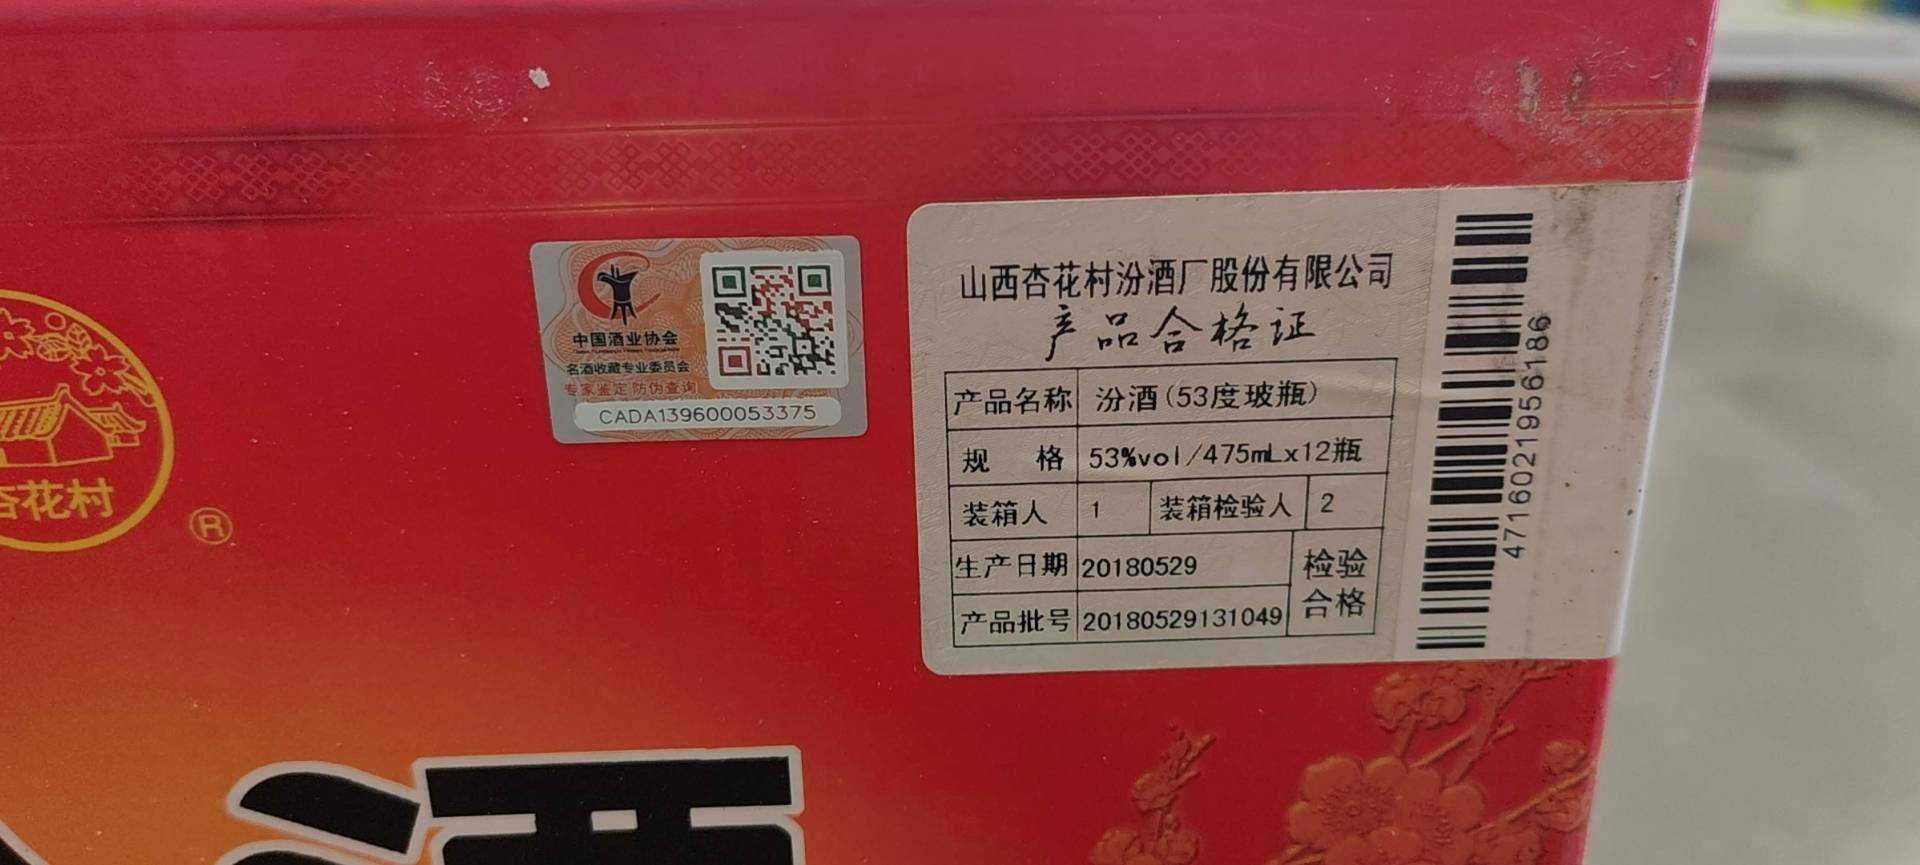 杏花村
®
中国酒业协会
名酒收藏专业委员会
专家鉴定 防伪查询
CADA139600053375
山西杏花村汾酒厂股份有限公司
产品合格证
产品名称 汾酒(53度玻瓶)
规 格 53%vol/475mLx12瓶
装箱人 1 装箱检验人 2
生产日期 20180529 检验
产品批号 20180529131049 合格
4716021956186
酒